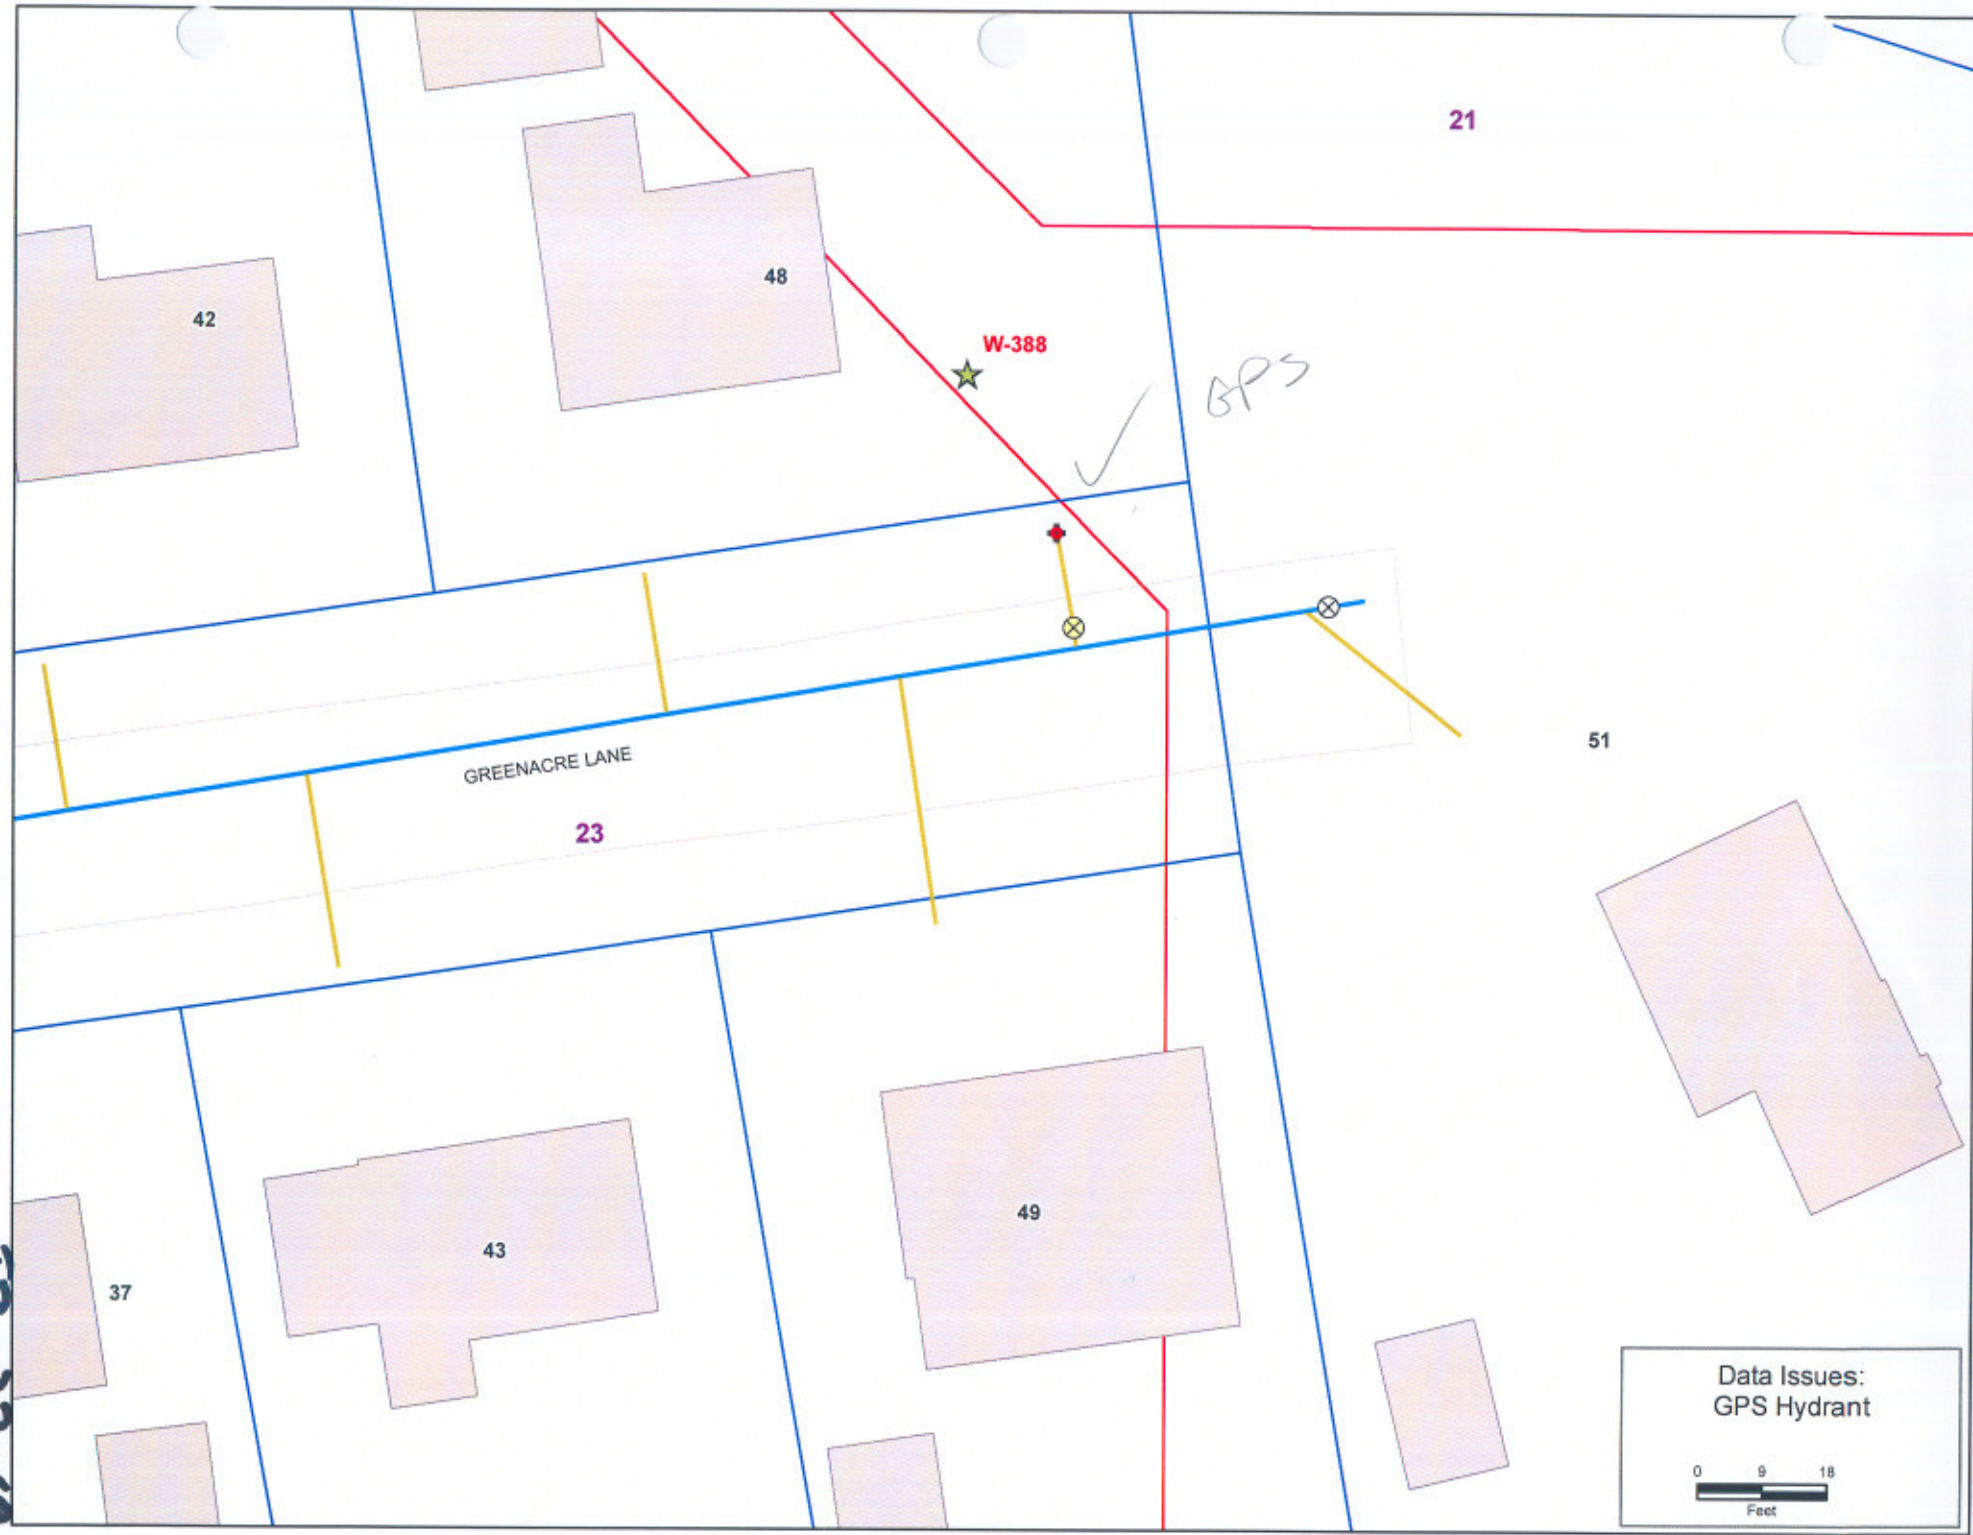 21
48
42
W-388
GPS
GREENACRE LANE
51
23
49
43
37
Data Issues:
GPS Hydrant
0 9 18
Feet